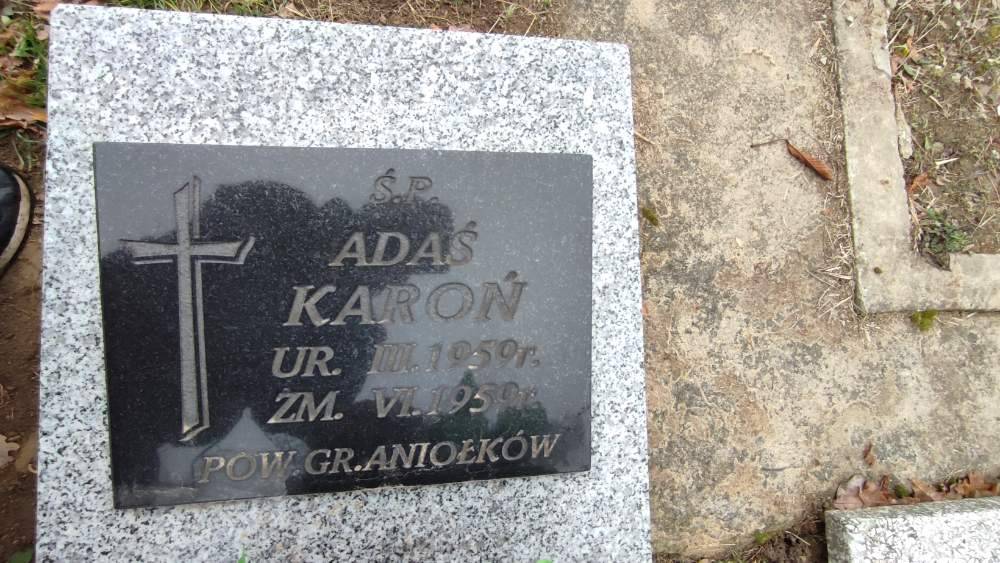 Ś.P.
ADAŚ
KAROŃ
UR. III. 1959r.
ZM. VI. 1959r.
POW. GR. ANIOŁKÓW